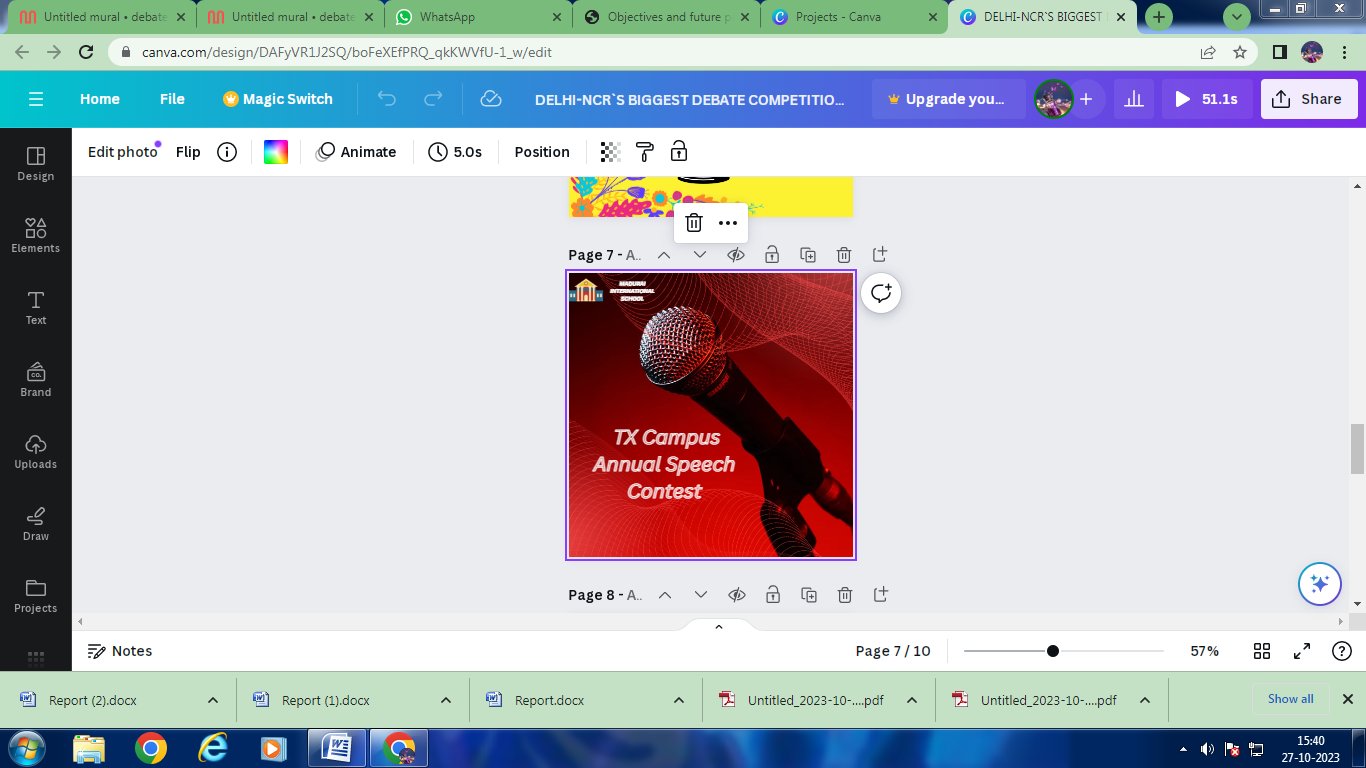 Untitled mural • debate
Untitled mural • debate
WhatsApp
Objectives and future p
Projects - Canva
DELHI-NCR`S BIGGEST
canva.com/design/DAFyVR1J2SQ/boFeXEfPRQ_qkKWVfU-1_w/edit
Home
File
Magic Switch
DELHI-NCR`S BIGGEST DEBATE COMPETITIO...
Upgrade you...
51.1s
Share
Edit photo
Flip
Animate
5.0s
Position
Design
Elements
Text
CO.
Brand
Uploads
Draw
Projects
Page 7 - A..
MADURAI
INTERNATIONAL
SCHOOL
TX Campus
Annual Speech
Contest
Page 8 - A..
Notes
Page 7 / 10
57%
Report (2).docx
Report (1).docx
Report.docx
Untitled_2023-10-....pdf
Untitled_2023-10-....pdf
Show all
15:40
27-10-2023